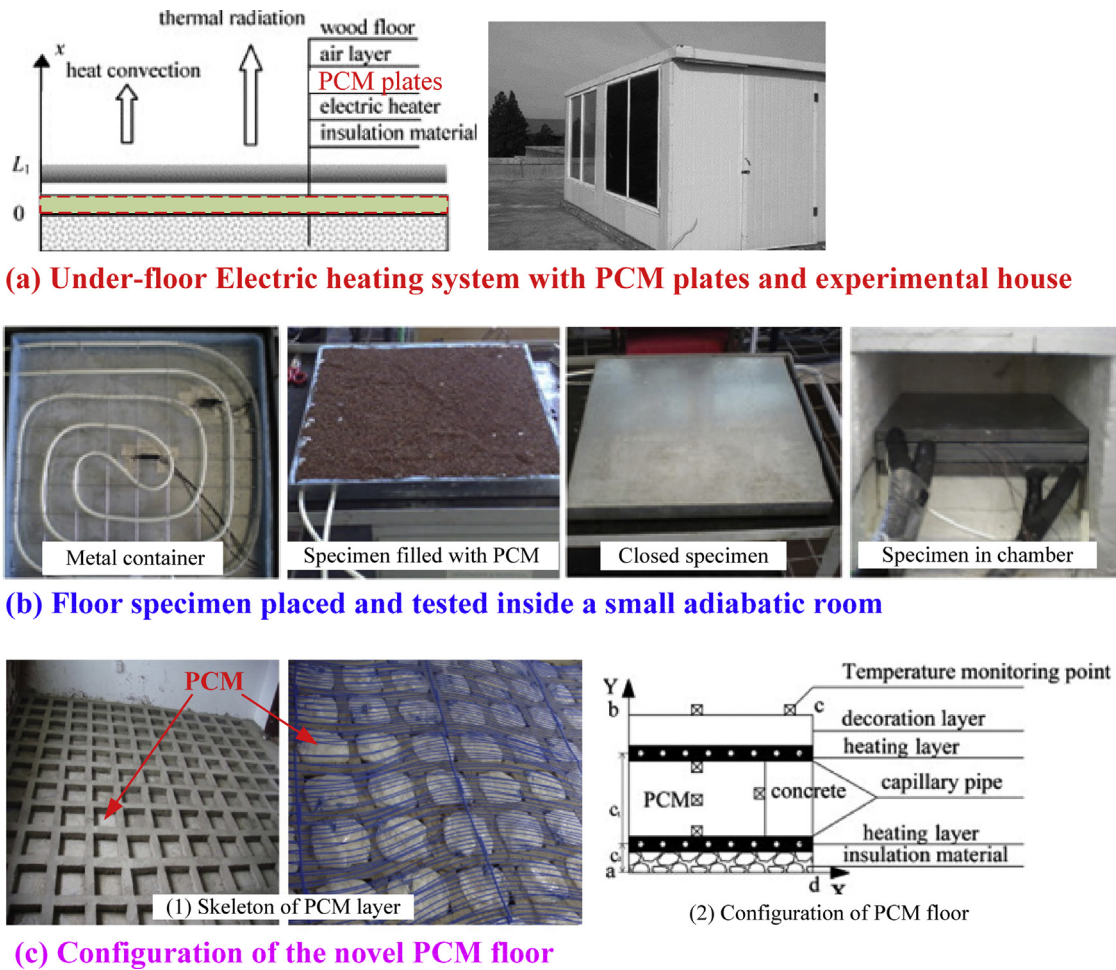 thermal radiation
wood floor
x
heat convection
air layer
PCM plates
electric heater
insulation material
L1
0
(a) Under-floor Electric heating system with PCM plates and experimental house
Metal container
Specimen filled with PCM
Closed specimen
Specimen in chamber
(b) Floor specimen placed and tested inside a small adiabatic room
PCM
(1) Skeleton of PCM layer
Temperature monitoring point
Y
b
c
decoration layer
heating layer
PCM
concrete
capillary pipe
c1
heating layer
insulation material
a
d
X
(2) Configuration of PCM floor
(c) Configuration of the novel PCM floor